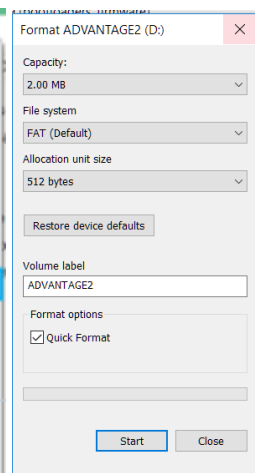 Format ADVANTAGE2 (D:)
Capacity:
2.00 MB
File system
FAT (Default)
Allocation unit size
512 bytes
Restore device defaults
Volume label
ADVANTAGE2
Format options
Quick Format
Start Close